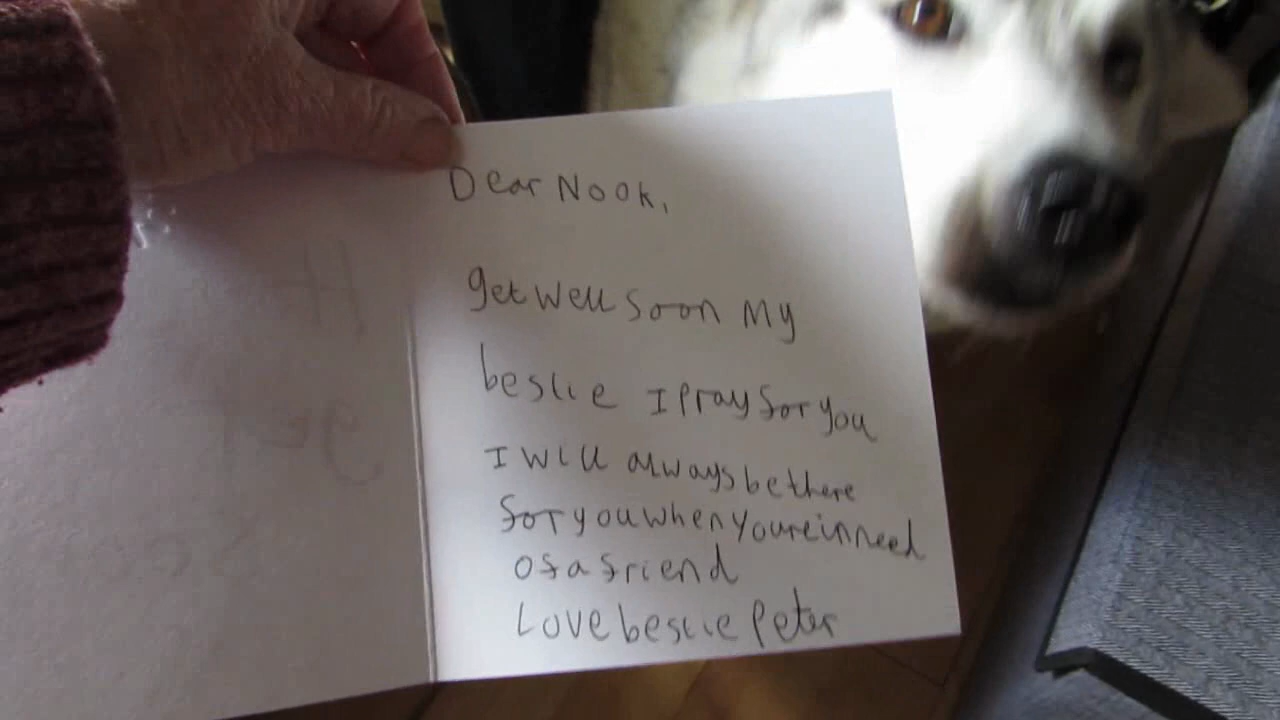 Dear Nook,
get well soon My
bestie I pray for you
I will always be there
for you when youre in need
of a friend
Love bestie Peter